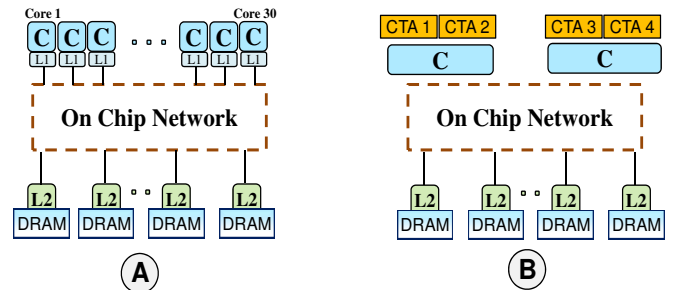 Core 1 Core 30
C C C C C C
L1 L1 L1 L1 L1 L1
On Chip Network
L2 L2 L2 L2
DRAM DRAM DRAM DRAM
A
CTA 1 CTA 2 CTA 3 CTA 4
C C
On Chip Network
L2 L2 L2 L2
DRAM DRAM DRAM DRAM
B